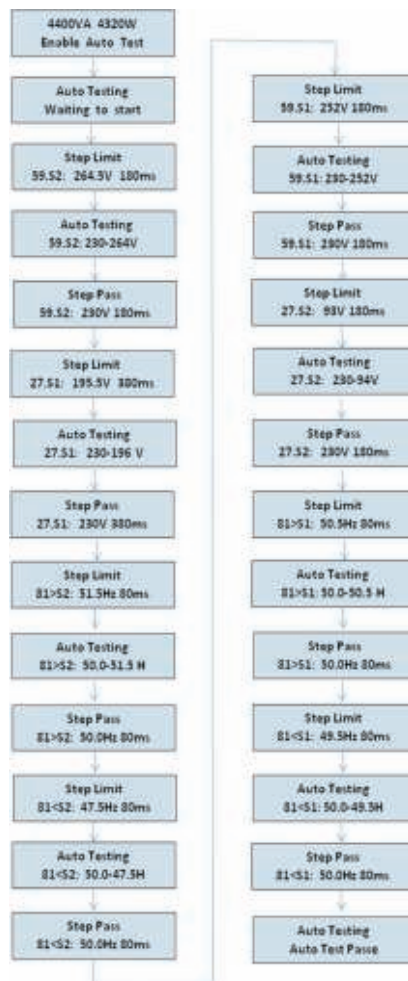 4400VA 4320W
Enable Auto Test
Auto Testing
Waiting to start
Step Limit
59.S2: 264.5V 180ms
Auto Testing
59.S2: 230-264V
Step Pass
59.S2: 230V 180ms
Step Limit
27.S1: 195.5V 380ms
Auto Testing
27.S1: 230-196 V
Step Pass
27.S1: 230V 380ms
Step Limit
81>S2: 51.5Hz 80ms
Auto Testing
81>S2: 50.0-51.5 H
Step Pass
81>S2: 50.0Hz 80ms
Step Limit
81<S2: 47.5Hz 80ms
Auto Testing
81<S2: 50.0-47.5H
Step Pass
81<S2: 50.0Hz 80ms
Step Limit
59.S1: 252V 180ms
Auto Testing
59.S1: 230-252V
Step Pass
59.S1: 230V 180ms
Step Limit
27.S2: 93V 180ms
Auto Testing
27.S2: 230-94V
Step Pass
27.S2: 230V 180ms
Step Limit
81>S1: 50.5Hz 80ms
Auto Testing
81>S1: 50.0-50.5 H
Step Pass
81>S1: 50.0Hz 80ms
Step Limit
81<S1: 49.5Hz 80ms
Auto Testing
81<S1: 50.0-49.5H
Step Pass
81<S1: 50.0Hz 80ms
Auto Testing
Auto Test Passe